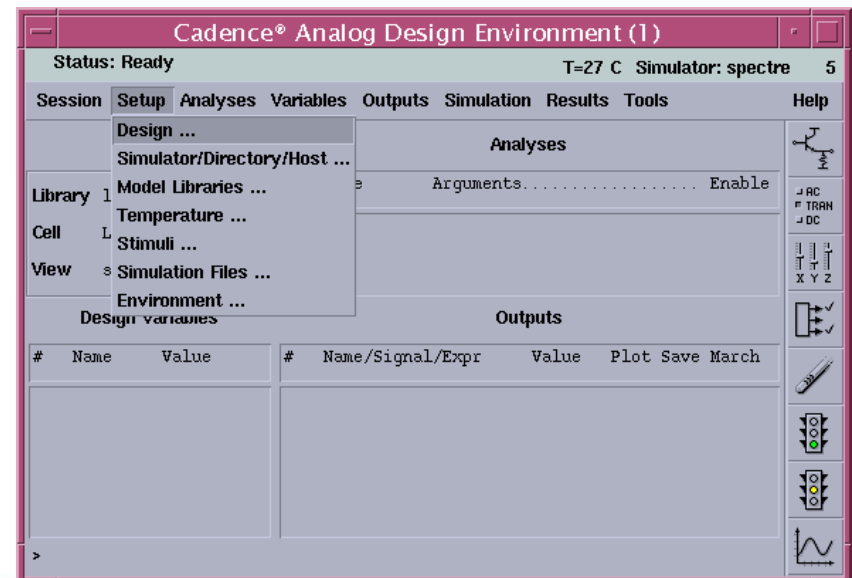 Cadence® Analog Design Environment (1)
Status: Ready T=27 C Simulator: spectre 5
Session Setup Analyses Variables Outputs Simulation Results Tools Help
Design ...
Simulator/Directory/Host ...
Model Libraries ...
Temperature ...
Stimuli ...
Simulation Files ...
Environment ...
Analyses
Library
Arguments................... Enable
Cell L
View s
AC
TRAN
DC
X Y Z
Design Variables Outputs
# Name Value # Name/Signal/Expr Value Plot Save March
>